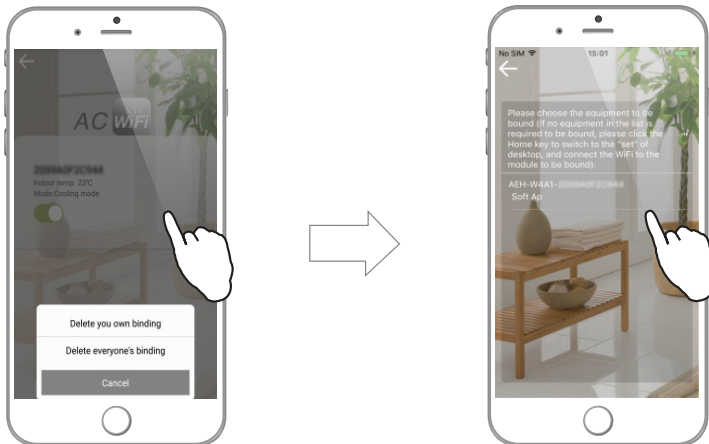 AC WiFi
Indoor temp. 23°C
Mode:Cooling mode
Delete you own binding
Delete everyone's binding
Cancel
No SIM 15:01
Please choose the equipment to be
bound (If no equipment in the list is
required to be bound, please click the
Home key to switch to the "set" of
desktop, and connect the WiFi to the
module to be bound):
AEH-W4A1-
Soft Ap